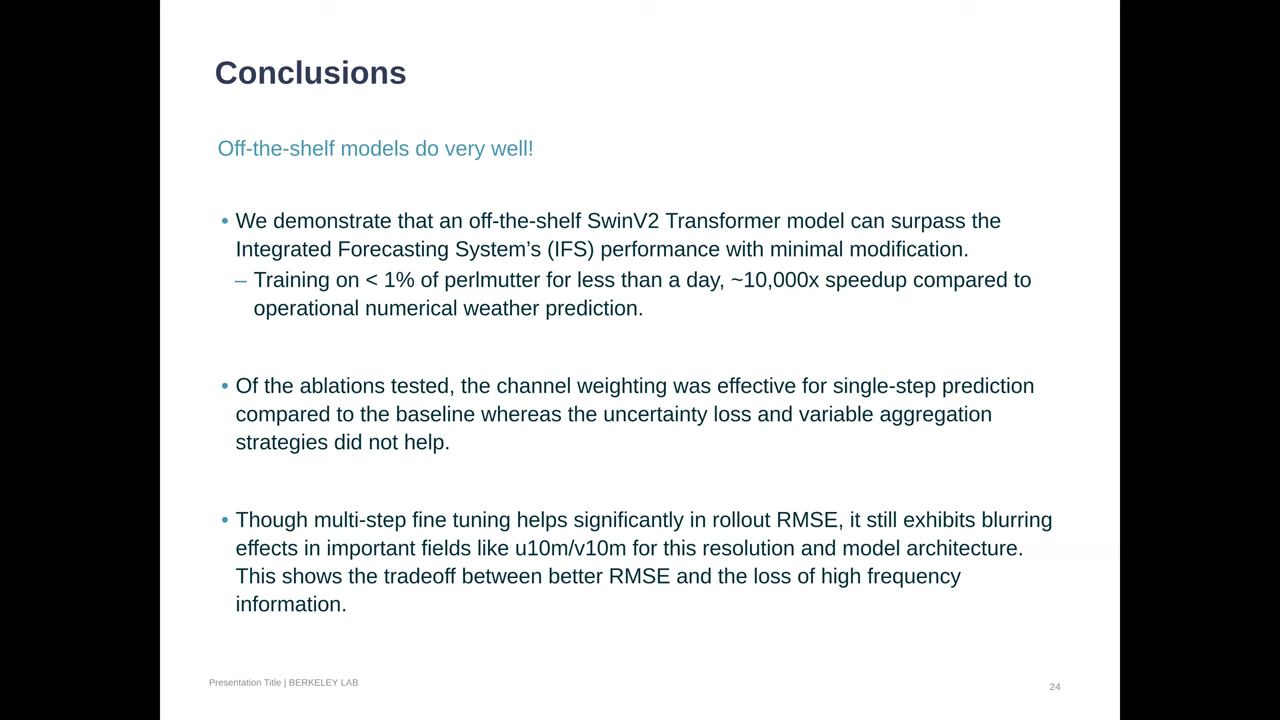 Conclusions
Off-the-shelf models do very well!
• We demonstrate that an off-the-shelf SwinV2 Transformer model can surpass the
Integrated Forecasting System’s (IFS) performance with minimal modification.
– Training on < 1% of perlmutter for less than a day, ~10,000x speedup compared to
operational numerical weather prediction.
• Of the ablations tested, the channel weighting was effective for single-step prediction
compared to the baseline whereas the uncertainty loss and variable aggregation
strategies did not help.
• Though multi-step fine tuning helps significantly in rollout RMSE, it still exhibits blurring
effects in important fields like u10m/v10m for this resolution and model architecture.
This shows the tradeoff between better RMSE and the loss of high frequency
information.
Presentation Title | BERKELEY LAB
24